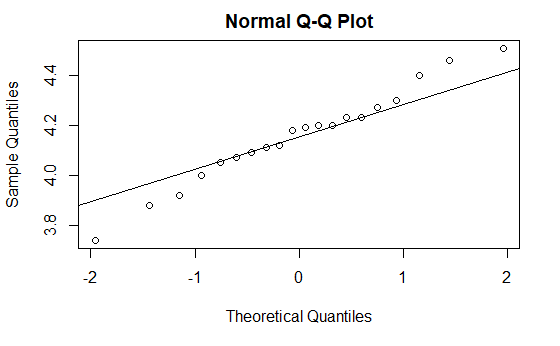 Normal Q-Q Plot
Sample Quantiles
4.4
4.2
4.0
3.8
-2 -1 0 1 2
Theoretical Quantiles